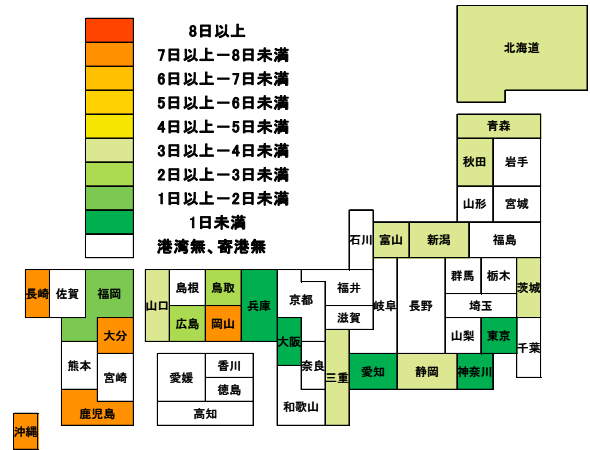 8日以上
7日以上－8日未満
6日以上－7日未満
5日以上－6日未満
4日以上－5日未満
3日以上－4日未満
2日以上－3日未満
1日以上－2日未満
1日未満
港湾無、寄港無
北海道
青森
秋田 岩手
山形 宮城
石川 富山 新潟 福島
長崎 佐賀 福岡 山口 島根 鳥取 兵庫 京都 福井 岐阜 長野 群馬 栃木 茨城
広島 岡山 滋賀 埼玉
大分 大阪 山梨 東京 千葉
熊本 宮崎 愛媛 香川 奈良 三重 愛知 静岡 神奈川
徳島
鹿児島 高知 和歌山
沖縄